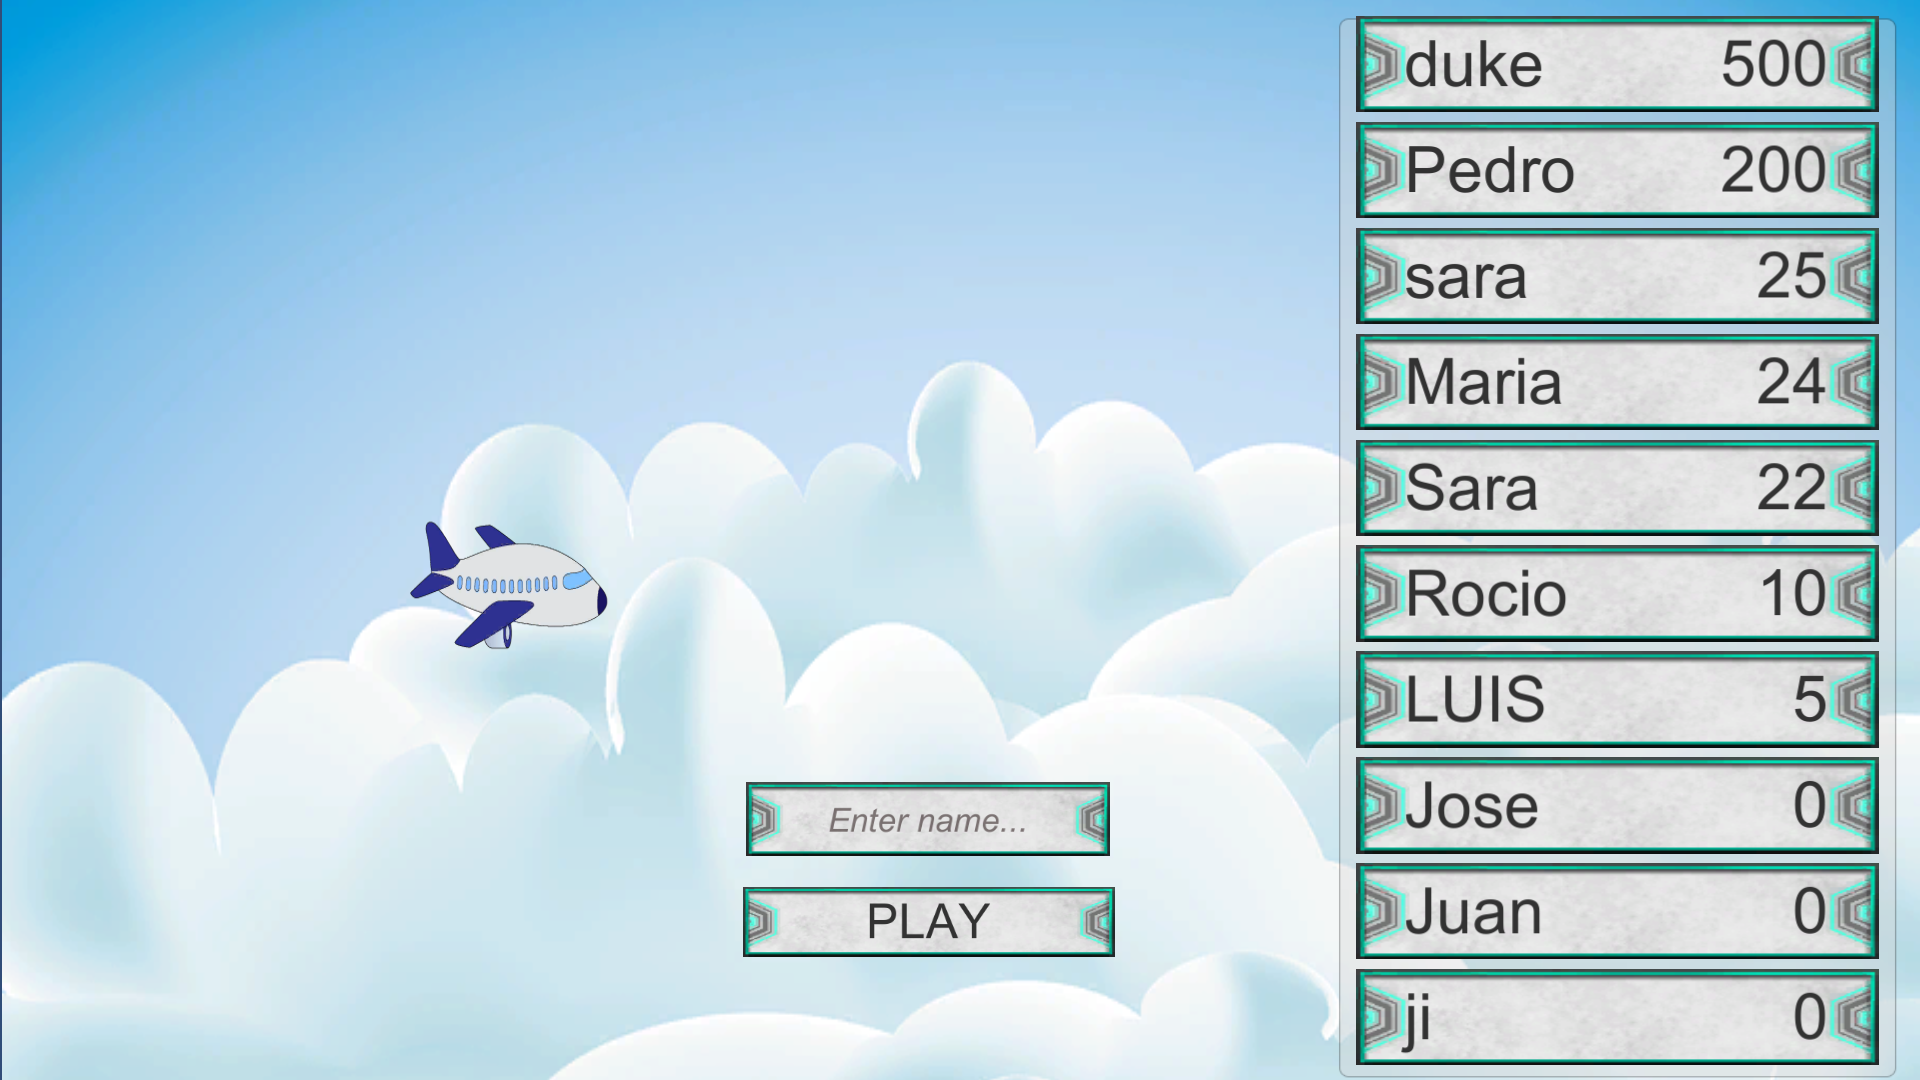 duke 500
Pedro 200
sara 25
Maria 24
Sara 22
Rocio 10
LUIS 5
Jose 0
Juan 0
ji 0
Enter name...
PLAY